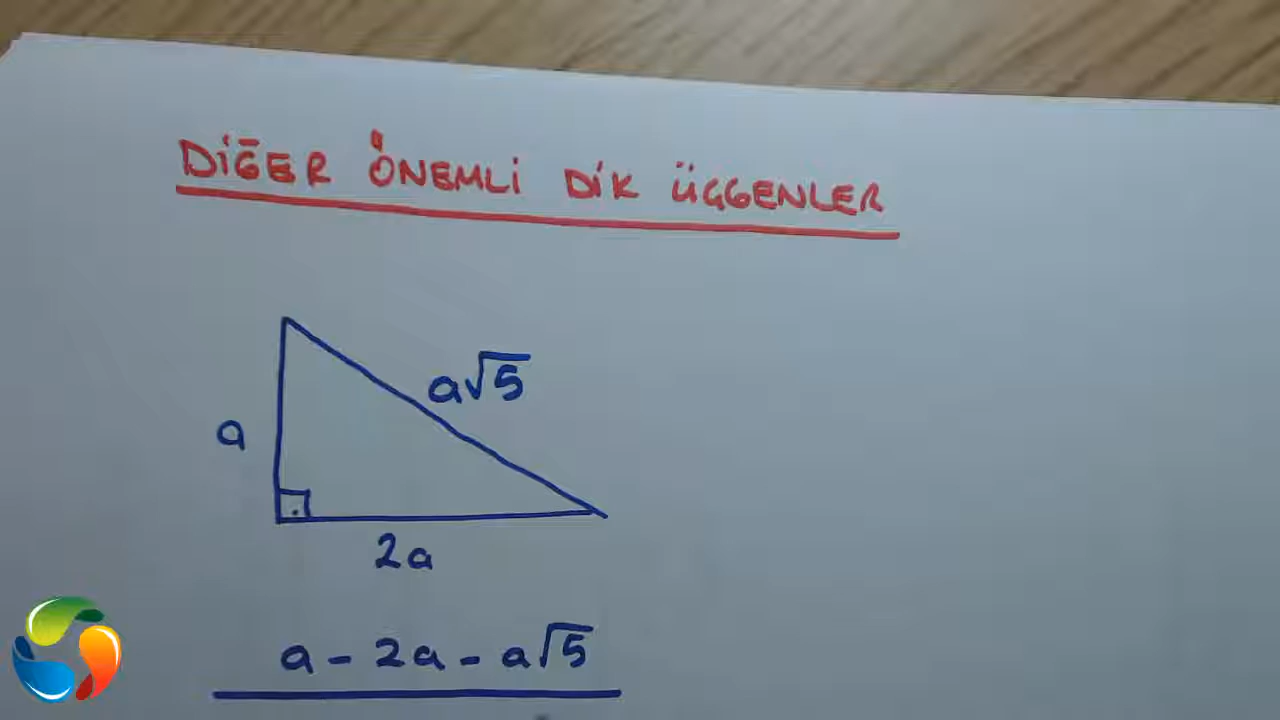 DİĞER ÖNEMLİ DİK ÜÇGENLER
a√5
a
2a
a - 2a - a√5